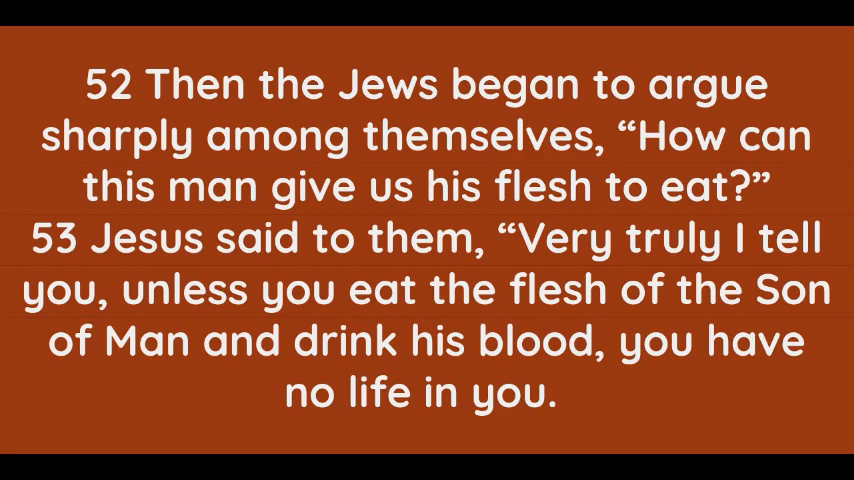 52 Then the Jews began to argue
sharply among themselves, “How can
this man give us his flesh to eat?”
53 Jesus said to them, “Very truly I tell
you, unless you eat the flesh of the Son
of Man and drink his blood, you have
no life in you.